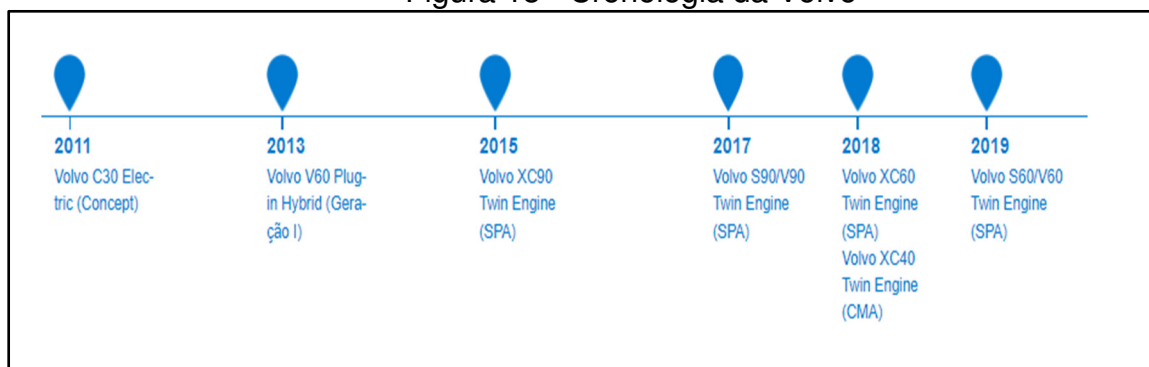 2011
Volvo C30 Elec-
tric (Concept)
2013
Volvo V60 Plug-
in Hybrid (Gera-
ção I)
2015
Volvo XC90
Twin Engine
(SPA)
2017
Volvo S90/V90
Twin Engine
(SPA)
2018
Volvo XC60
Twin Engine
(SPA)
Volvo XC40
Twin Engine
(CMA)
2019
Volvo S60/V60
Twin Engine
(SPA)